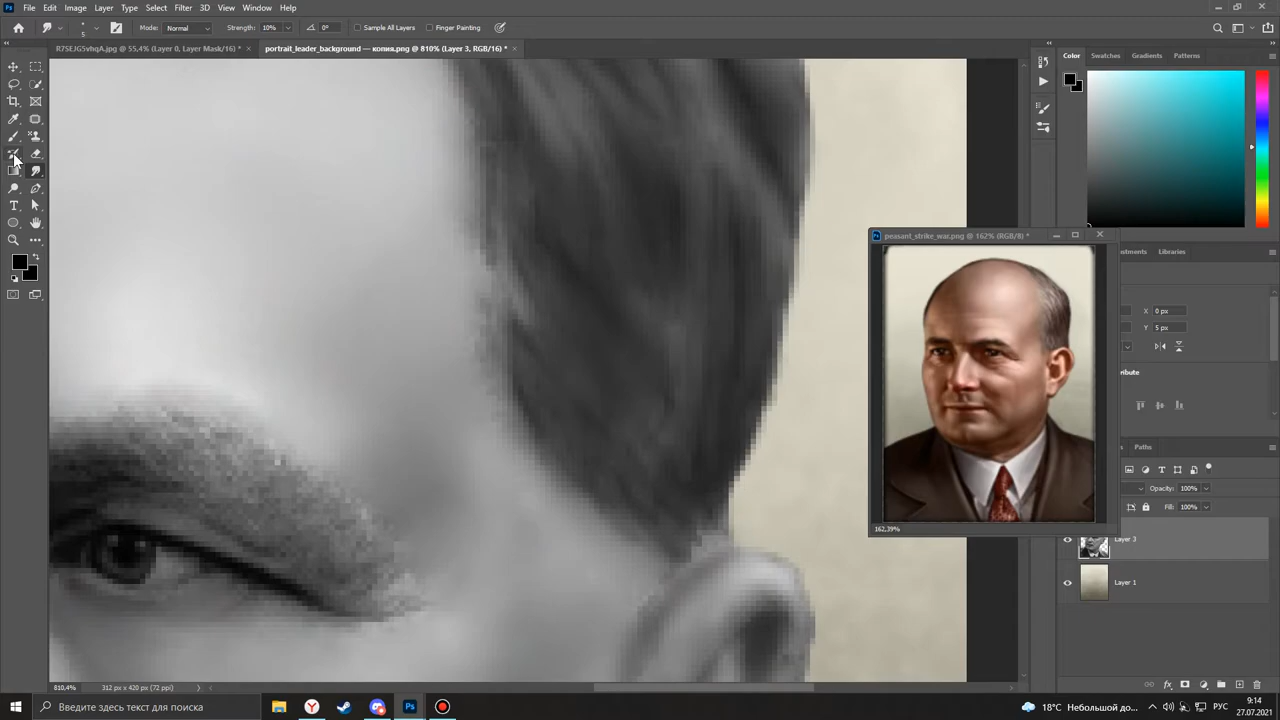 File Edit Image Layer Type Select Filter 3D View Window Help
5 Mode: Normal Strength: 10% 0° Sample All Layers Finger Painting
R7SEJG5vhqA.jpg @ 55,4% (Layer 0, Layer Mask/16) * × portrait_leader_background — копия.png @ 810% (Layer 3, RGB/16) * ×
Color Swatches Gradients Patterns
peasant_strike_war.png @ 162% (RGB/8) *
Libraries
X 0 px
Y 5 px
Paths
Opacity: 100%
Fill: 100%
162,39%
Layer 3
Layer 1
810,4% 312 px x 420 px (72 ppi)
Введите здесь текст для поиска
18°C Небольшой до... РУС 9:14
27.07.2021